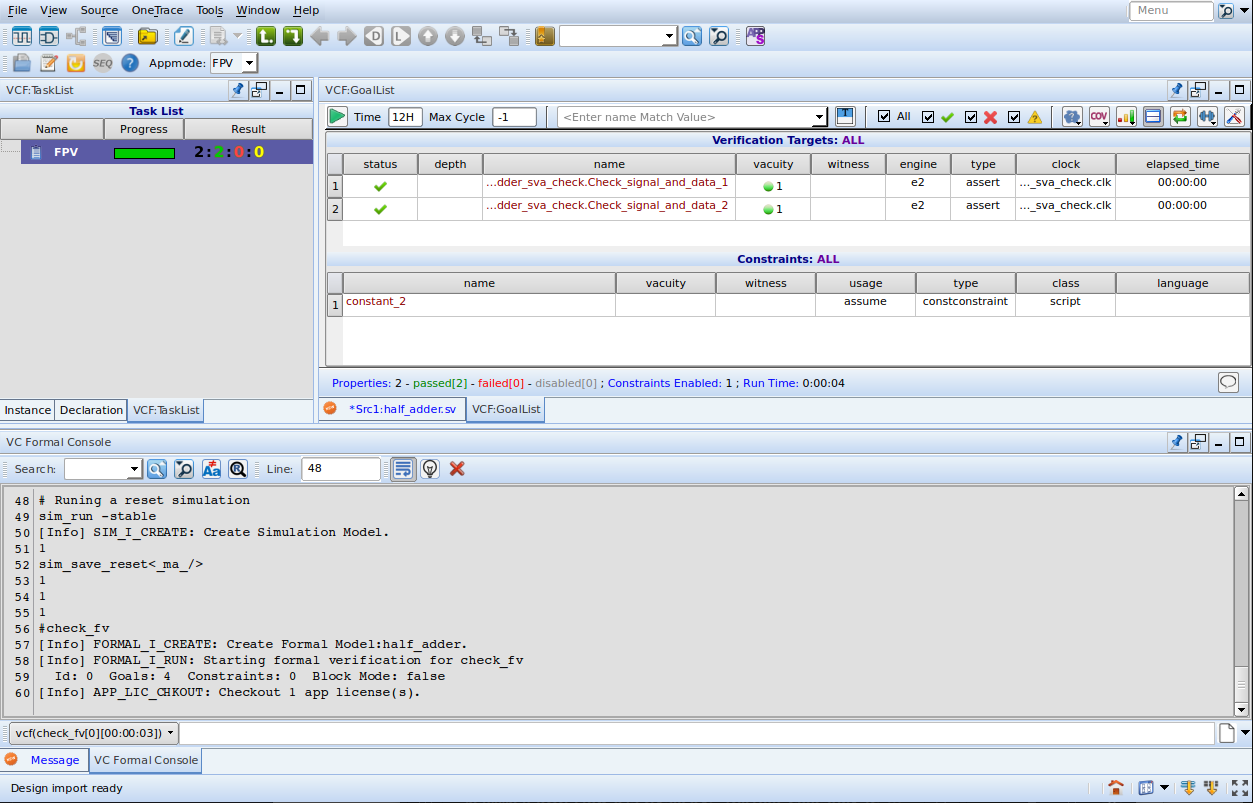 File View Source OneTrace Tools Window Help Menu
SEQ Appmode: FPV
VCF:TaskList
Task List
Name Progress Result
FPV 2:2:0:0
Instance Declaration VCF:TaskList
VCF:GoalList
Time 12H Max Cycle -1 <Enter name Match Value> All COV
Verification Targets: ALL
status depth name vacuity witness engine type clock elapsed_time
1 ...dder_sva_check.Check_signal_and_data_1 1 e2 assert ..._sva_check.clk 00:00:00
2 ...dder_sva_check.Check_signal_and_data_2 1 e2 assert ..._sva_check.clk 00:00:00
Constraints: ALL
name vacuity witness usage type class language
1 constant_2 assume constconstraint script
Properties: 2 - passed[2] - failed[0] - disabled[0] ; Constraints Enabled: 1 ; Run Time: 0:00:04
*Src1:half_adder.sv VCF:GoalList
VC Formal Console
Search: Line: 48
48 # Runing a reset simulation
49 sim_run -stable
50 [Info] SIM_I_CREATE: Create Simulation Model.
51 1
52 sim_save_reset<_ma_/>
53 1
54 1
55 1
56 #check_fv
57 [Info] FORMAL_I_CREATE: Create Formal Model:half_adder.
58 [Info] FORMAL_I_RUN: Starting formal verification for check_fv
59 Id: 0 Goals: 4 Constraints: 0 Block Mode: false
60 [Info] APP_LIC_CHKOUT: Checkout 1 app license(s).
vcf(check_fv[0][00:00:03])
Message VC Formal Console
Design import ready